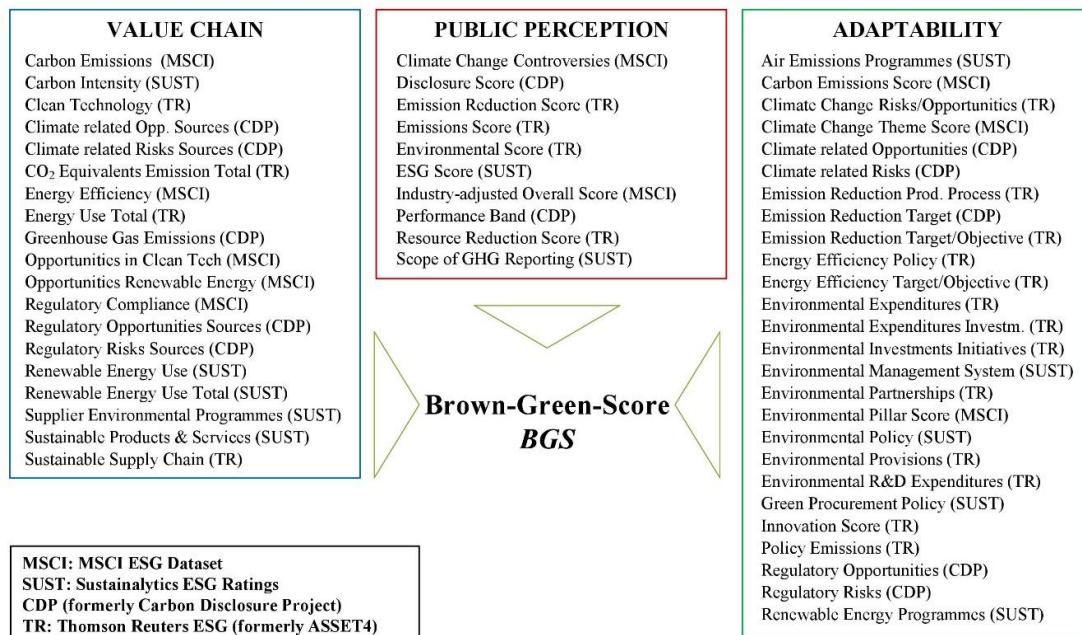 VALUE CHAIN
Carbon Emissions (MSCI)
Carbon Intensity (SUST)
Clean Technology (TR)
Climate related Opp. Sources (CDP)
Climate related Risks Sources (CDP)
CO₂ Equivalents Emission Total (TR)
Energy Efficiency (MSCI)
Energy Use Total (TR)
Greenhouse Gas Emissions (CDP)
Opportunities in Clean Tech (MSCI)
Opportunities Renewable Energy (MSCI)
Regulatory Compliance (MSCI)
Regulatory Opportunities Sources (CDP)
Regulatory Risks Sources (CDP)
Renewable Energy Use (SUST)
Renewable Energy Use Total (SUST)
Supplier Environmental Programmes (SUST)
Sustainable Products & Services (SUST)
Sustainable Supply Chain (TR)
PUBLIC PERCEPTION
Climate Change Controversies (MSCI)
Disclosure Score (CDP)
Emission Reduction Score (TR)
Emissions Score (TR)
Environmental Score (TR)
ESG Score (SUST)
Industry-adjusted Overall Score (MSCI)
Performance Band (CDP)
Resource Reduction Score (TR)
Scope of GHG Reporting (SUST)
ADAPTABILITY
Air Emissions Programmes (SUST)
Carbon Emissions Score (MSCI)
Climate Change Risks/Opportunities (TR)
Climate Change Theme Score (MSCI)
Climate related Opportunities (CDP)
Climate related Risks (CDP)
Emission Reduction Prod. Process (TR)
Emission Reduction Target (CDP)
Emission Reduction Target/Objective (TR)
Energy Efficiency Policy (TR)
Energy Efficiency Target/Objective (TR)
Environmental Expenditures (TR)
Environmental Expenditures Investm. (TR)
Environmental Investments Initiatives (TR)
Environmental Management System (SUST)
Environmental Partnerships (TR)
Environmental Pillar Score (MSCI)
Environmental Policy (SUST)
Environmental Provisions (TR)
Environmental R&D Expenditures (TR)
Green Procurement Policy (SUST)
Innovation Score (TR)
Policy Emissions (TR)
Regulatory Opportunities (CDP)
Regulatory Risks (CDP)
Renewable Energy Programmes (SUST)
Brown-Green-Score
BGS
MSCI: MSCI ESG Dataset
SUST: Sustainalytics ESG Ratings
CDP (formerly Carbon Disclosure Project)
TR: Thomson Reuters ESG (formerly ASSET4)